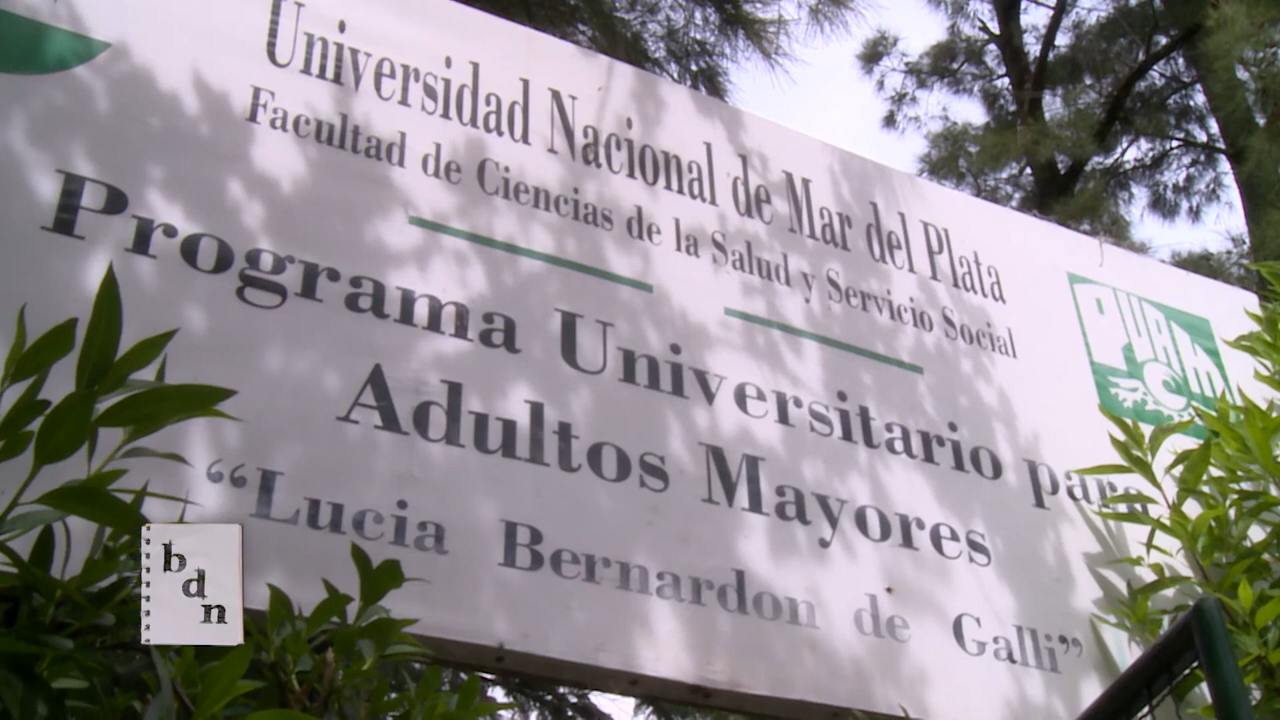 Universidad Nacional de Mar del Plata
Facultad de Ciencias de la Salud y Servicio Social
Programa Universitario para
Adultos Mayores
“Lucia Bernardon de Galli”
PUAM
b
d
n